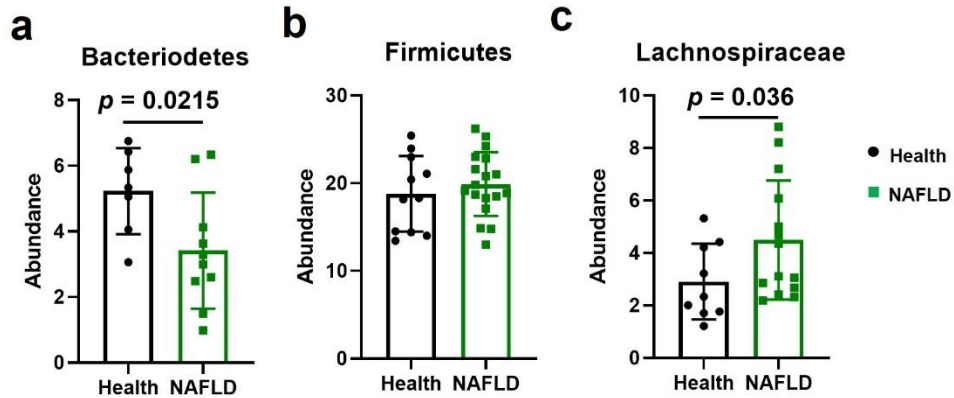 a
Bacteriodetes
p = 0.0215
Abundance
8
6
4
2
0
Health NAFLD
b
Firmicutes
Abundance
30
20
10
0
Health NAFLD
c
Lachnospiraceae
p = 0.036
Abundance
10
8
6
4
2
0
Health NAFLD
Health
NAFLD